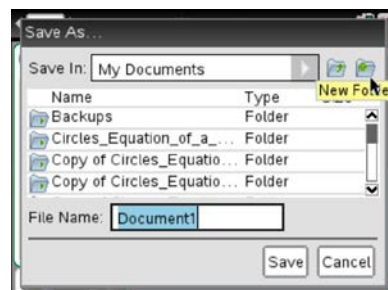 Save As...
Save In: My Documents
New Folde
Name Type
Backups Folder
Circles_Equation_of_a_... Folder
Copy of Circles_Equatio... Folder
Copy of Circles_Equatio... Folder
File Name: Document1
Save Cancel